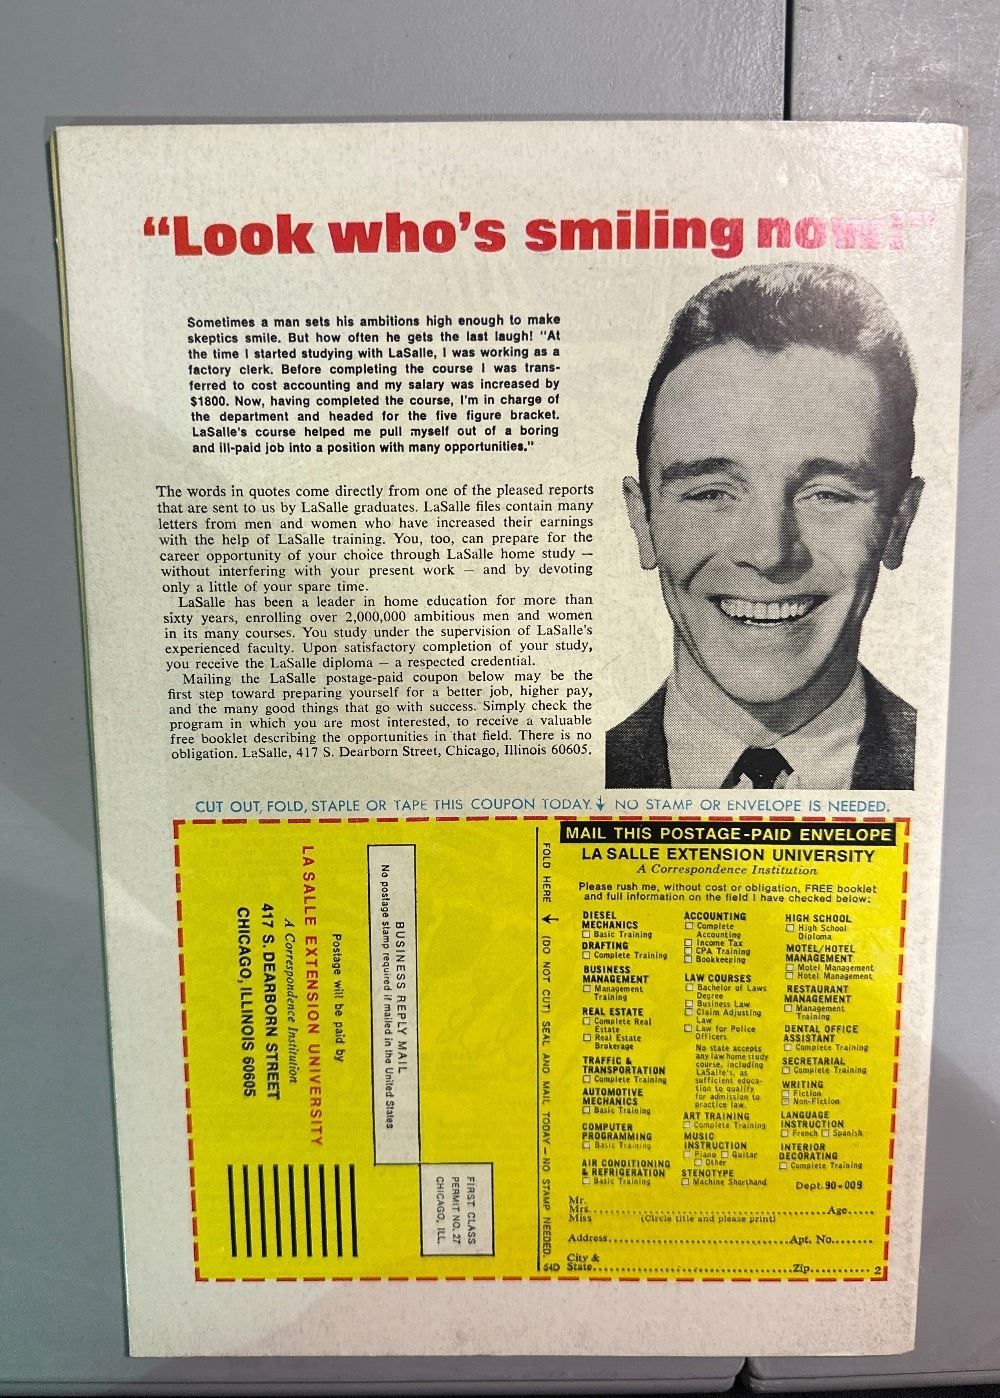 “Look who’s smiling now!”
Sometimes a man sets his ambitions high enough to make
skeptics smile. But how often he gets the last laugh! "At
the time I started studying with LaSalle, I was working as a
factory clerk. Before completing the course I was trans-
ferred to cost accounting and my salary was increased by
$1800. Now, having completed the course, I'm in charge of
the department and headed for the five figure bracket.
LaSalle's course helped me pull myself out of a boring
and ill-paid job into a position with many opportunities."
The words in quotes come directly from one of the pleased reports
that are sent to us by LaSalle graduates. LaSalle files contain many
letters from men and women who have increased their earnings
with the help of LaSalle training. You, too, can prepare for the
career opportunity of your choice through LaSalle home study —
without interfering with your present work — and by devoting
only a little of your spare time.
LaSalle has been a leader in home education for more than
sixty years, enrolling over 2,000,000 ambitious men and women
in its many courses. You study under the supervision of LaSalle's
experienced faculty. Upon satisfactory completion of your study,
you receive the LaSalle diploma — a respected credential.
Mailing the LaSalle postage-paid coupon below may be the
first step toward preparing yourself for a better job, higher pay,
and the many good things that go with success. Simply check the
program in which you are most interested, to receive a valuable
free booklet describing the opportunities in that field. There is no
obligation. LaSalle, 417 S. Dearborn Street, Chicago, Illinois 60605.
CUT OUT, FOLD, STAPLE OR TAPE THIS COUPON TODAY.↓ NO STAMP OR ENVELOPE IS NEEDED.
FIRST CLASS
PERMIT NO. 27
CHICAGO, ILL.
BUSINESS REPLY MAIL
No postage stamp required if mailed in the United States
Postage will be paid by
LA SALLE EXTENSION UNIVERSITY
A Correspondence Institution
417 S. DEARBORN STREET
CHICAGO, ILLINOIS 60605
FOLD HERE → (DO NOT CUT) SEAL AND MAIL TODAY—NO STAMP NEEDED.
54D
MAIL THIS POSTAGE-PAID ENVELOPE
LA SALLE EXTENSION UNIVERSITY
A Correspondence Institution
Please rush me, without cost or obligation, FREE booklet
and full information on the field I have checked below:
DIESEL
MECHANICS
☐ Basic Training
DRAFTING
☐ Complete Training
BUSINESS
MANAGEMENT
☐ Management
Training
REAL ESTATE
☐ Complete Real
Estate
☐ Real Estate
Brokerage
TRAFFIC &
TRANSPORTATION
☐ Complete Training
AUTOMOTIVE
MECHANICS
☐ Basic Training
COMPUTER
PROGRAMMING
☐ Basic Training
AIR CONDITIONING
& REFRIGERATION
☐ Basic Training
ACCOUNTING
☐ Complete
Accounting
☐ Income Tax
☐ CPA Training
☐ Bookkeeping
LAW COURSES
☐ Bachelor of Laws
Degree
☐ Business Law
☐ Claim Adjusting
Law
☐ Law for Police
Officers
No state accepts
any law home study
course, including
LaSalle's, as
sufficient educa-
tion to qualify
for admission to
practice law.
ART TRAINING
☐ Complete Training
MUSIC
INSTRUCTION
☐ Piano ☐ Guitar
☐ Other
STENOTYPE
☐ Machine Shorthand
HIGH SCHOOL
☐ High School
Diploma
MOTEL/HOTEL
MANAGEMENT
☐ Motel Management
☐ Hotel Management
RESTAURANT
MANAGEMENT
☐ Management
Training
DENTAL OFFICE
ASSISTANT
☐ Complete Training
SECRETARIAL
☐ Complete Training
WRITING
☐ Fiction
☐ Non-Fiction
LANGUAGE
INSTRUCTION
☐ French ☐ Spanish
INTERIOR
DECORATING
☐ Complete Training
Dept. 90-009
Mr.
Mrs.......Age.....
Miss (Circle title and please print)
Address.......Apt. No........
City &
State.......Zip.......... 2